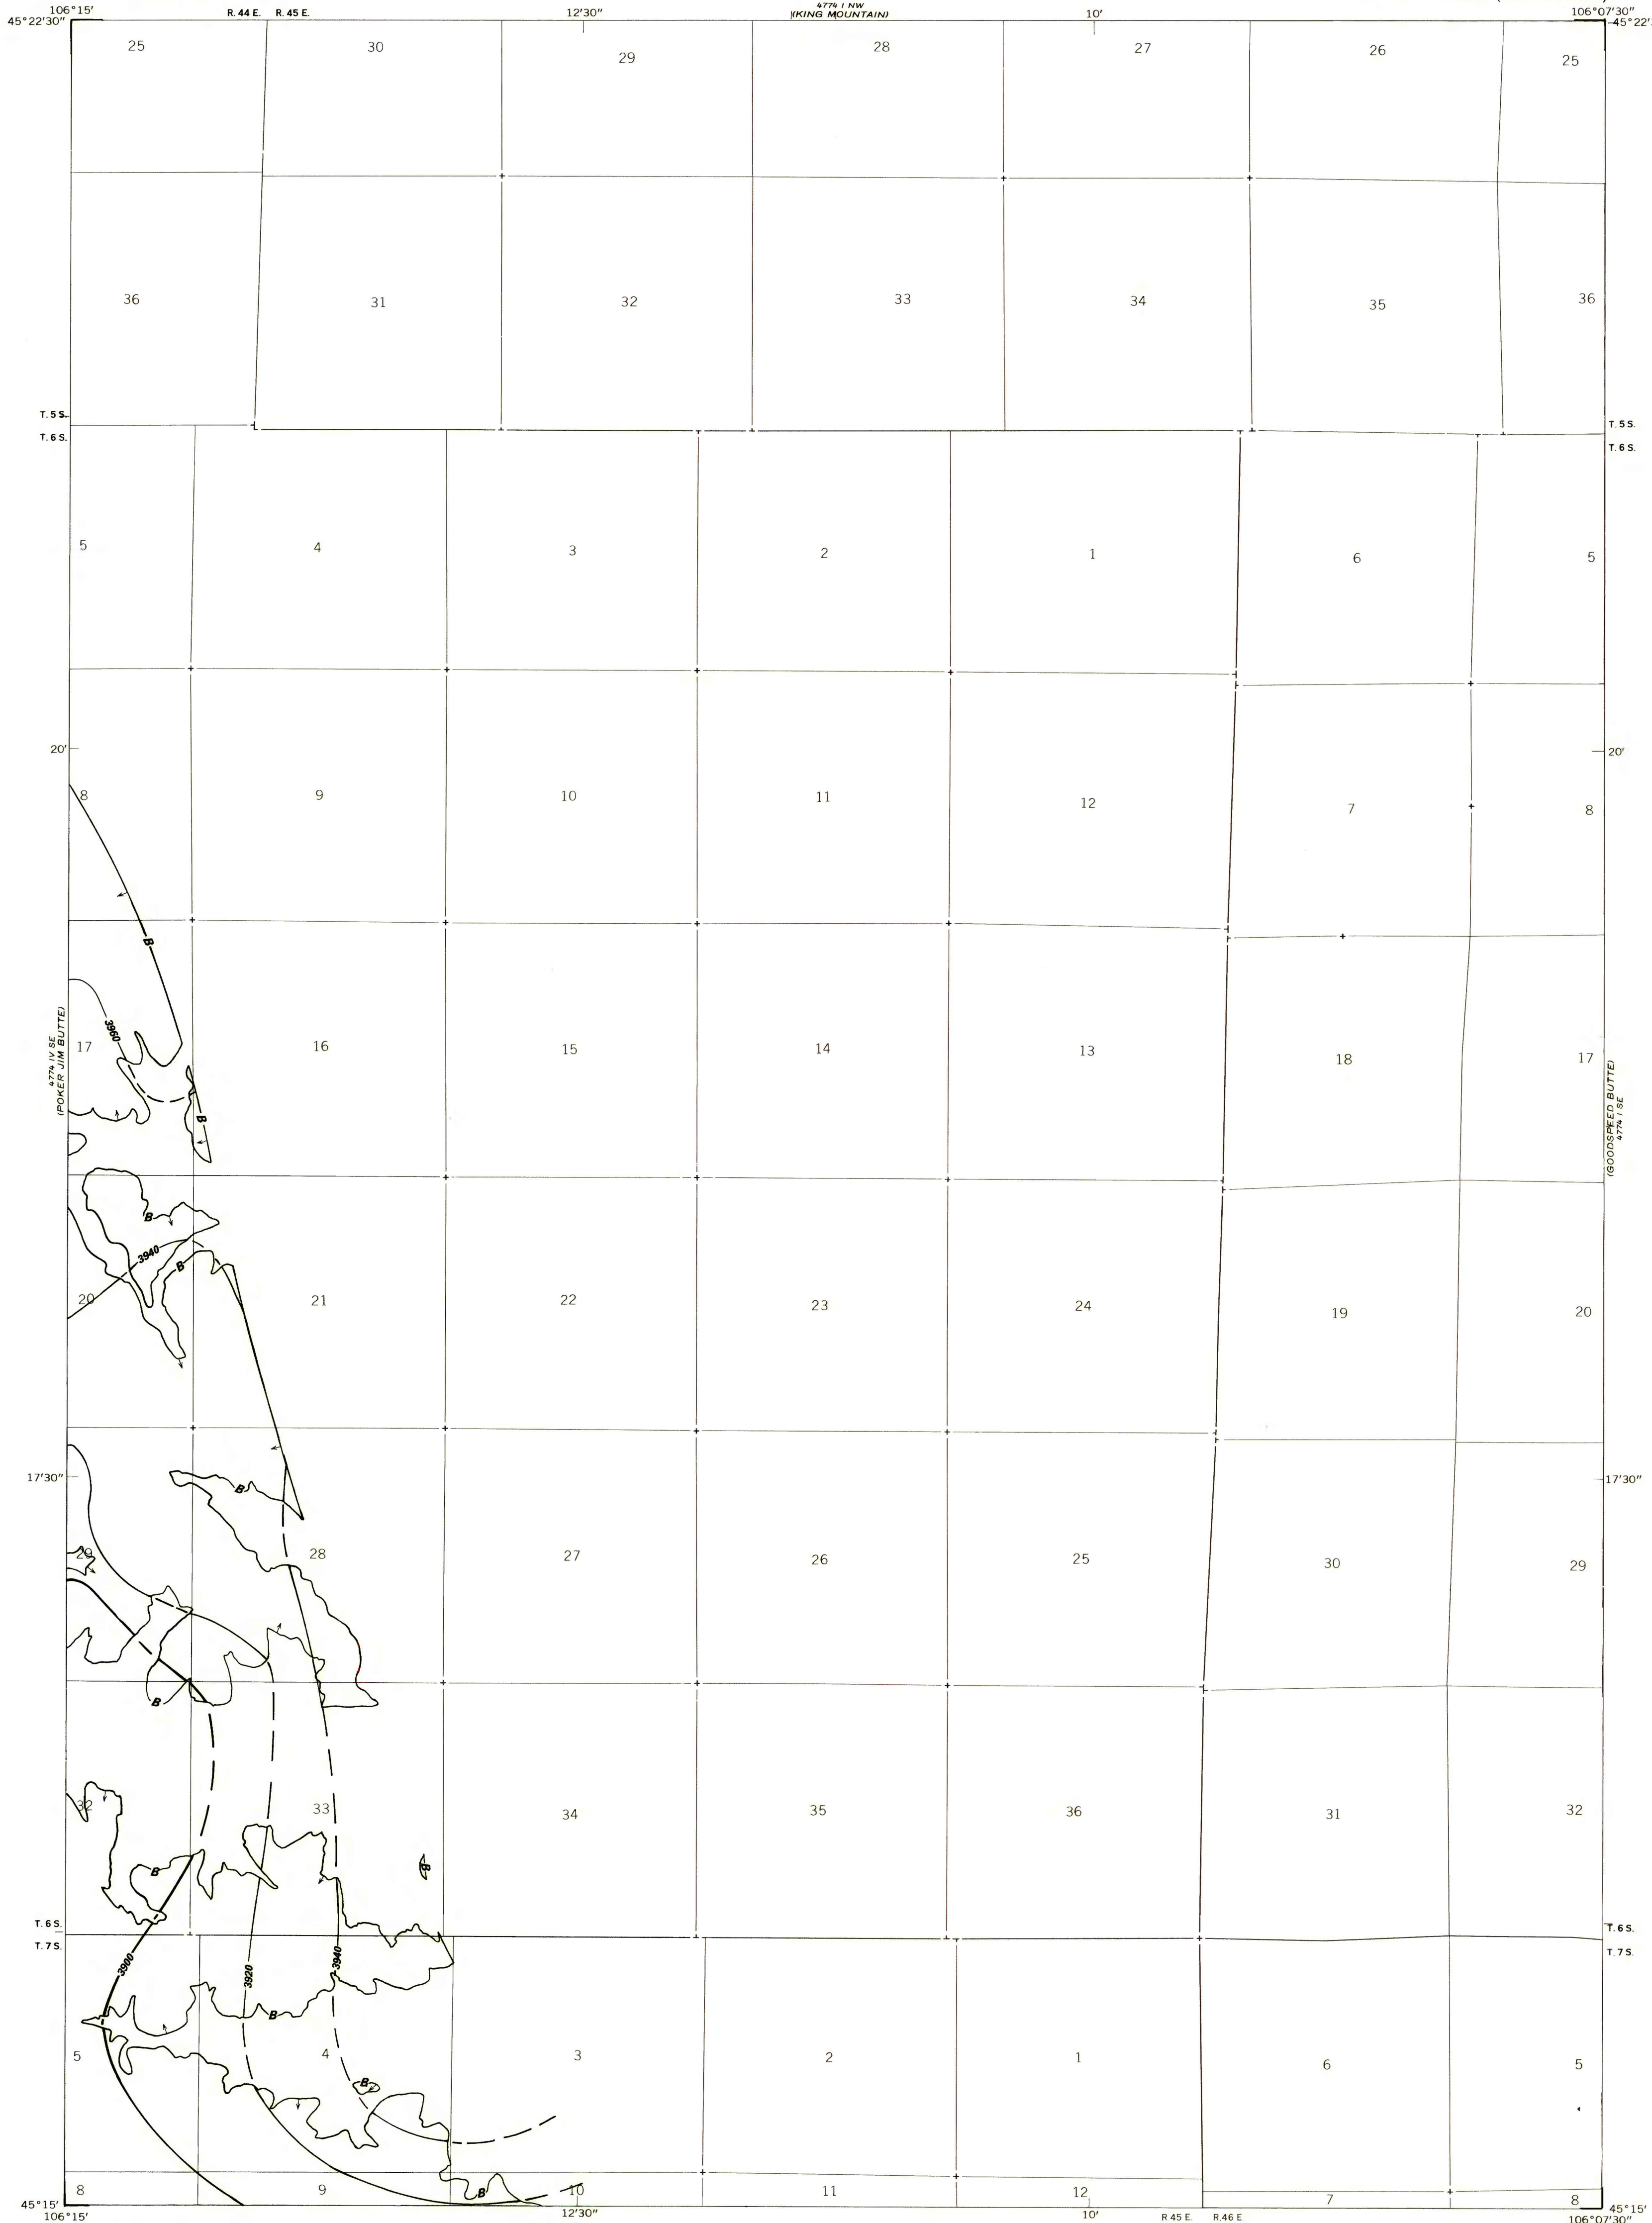 4774 I NW
(KING MOUNTAIN)
106°15' R. 44 E. R. 45 E. 12'30" 10' 106°07'30"
45°22'30" 45°22'
25 30 29 28 27 26 25
36 31 32 33 34 35 36
T. 5 S. T. 5 S.
T. 6 S. T. 6 S.
5 4 3 2 1 6 5
20' 20'
8 9 10 11 12 7 8
B
3960
4774 IV SE
(POKER JIM BUTTE)
17 16 15 14 13 18 17
(GOODSPEED BUTTE)
4774 I SE
B
B
3940
B
20 21 22 23 24 19 20
17'30" 17'30"
B
29 28 27 26 25 30 29
B
32 33 34 35 36 31 32
B B
T. 6 S. T. 6 S.
T. 7 S. T. 7 S.
3900 3920 3940
B
5 4 3 2 1 6 5
B
8 9 B 10 11 12 7 8
45°15' 45°15'
106°15' 12'30" 10' R. 45 E. R. 46 E. 106°07'30"